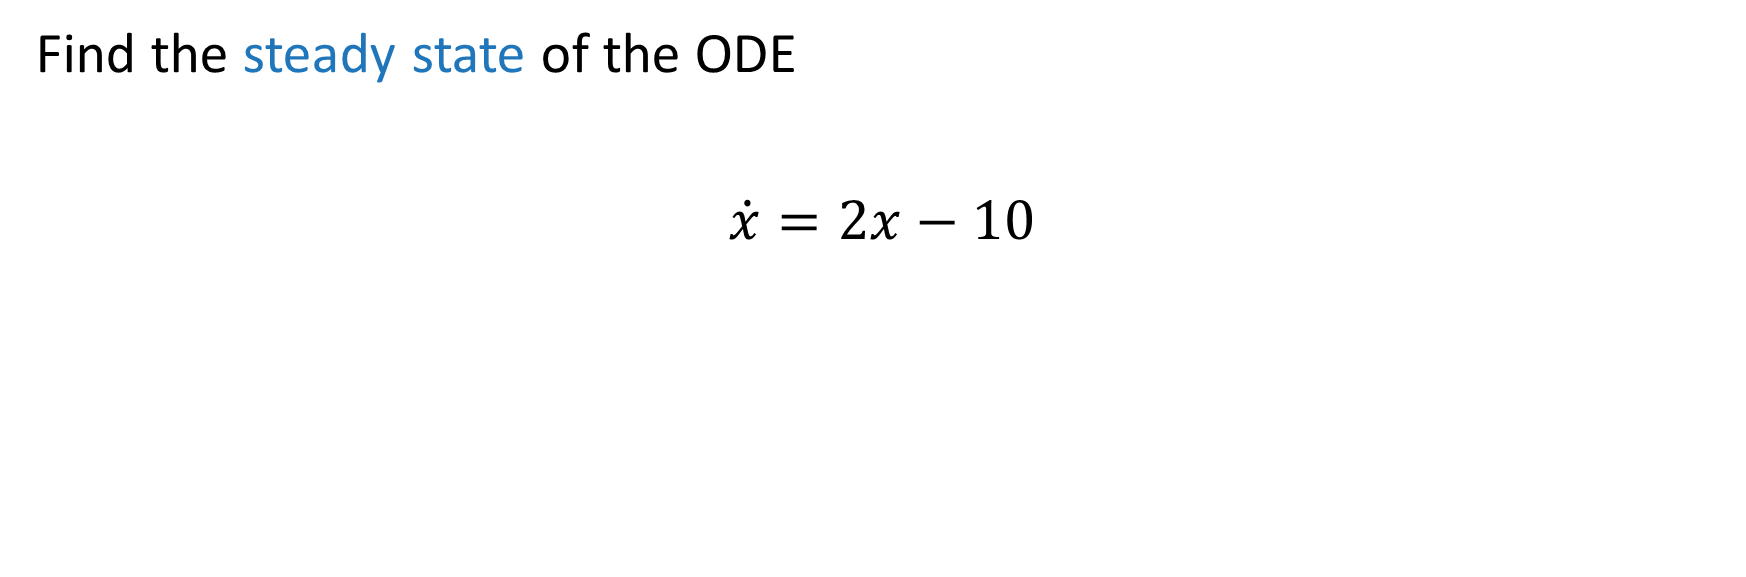 Find the steady state of the ODE
ẋ = 2x − 10